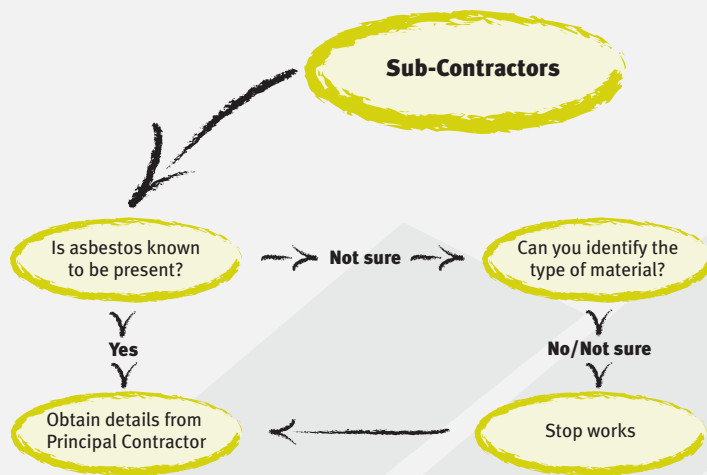 Sub-Contractors
Is asbestos known
to be present?
Not sure
Can you identify the
type of material?
Yes
No/Not sure
Obtain details from
Principal Contractor
Stop works